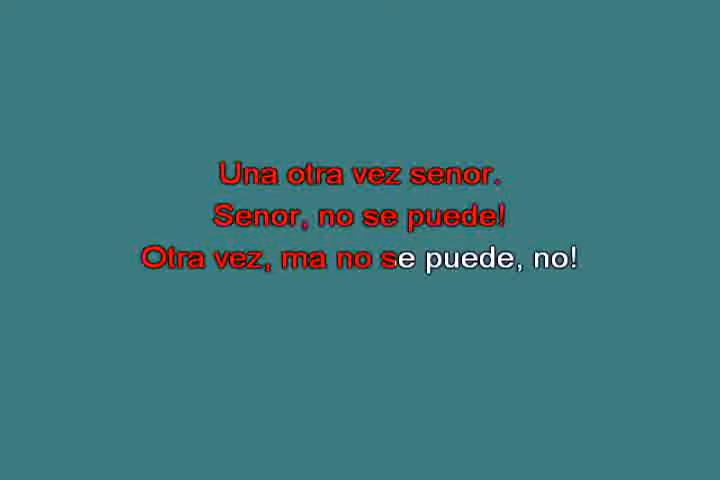 Una otra vez senor.
Senor, no se puede!
Otra vez, ma no se puede, no!